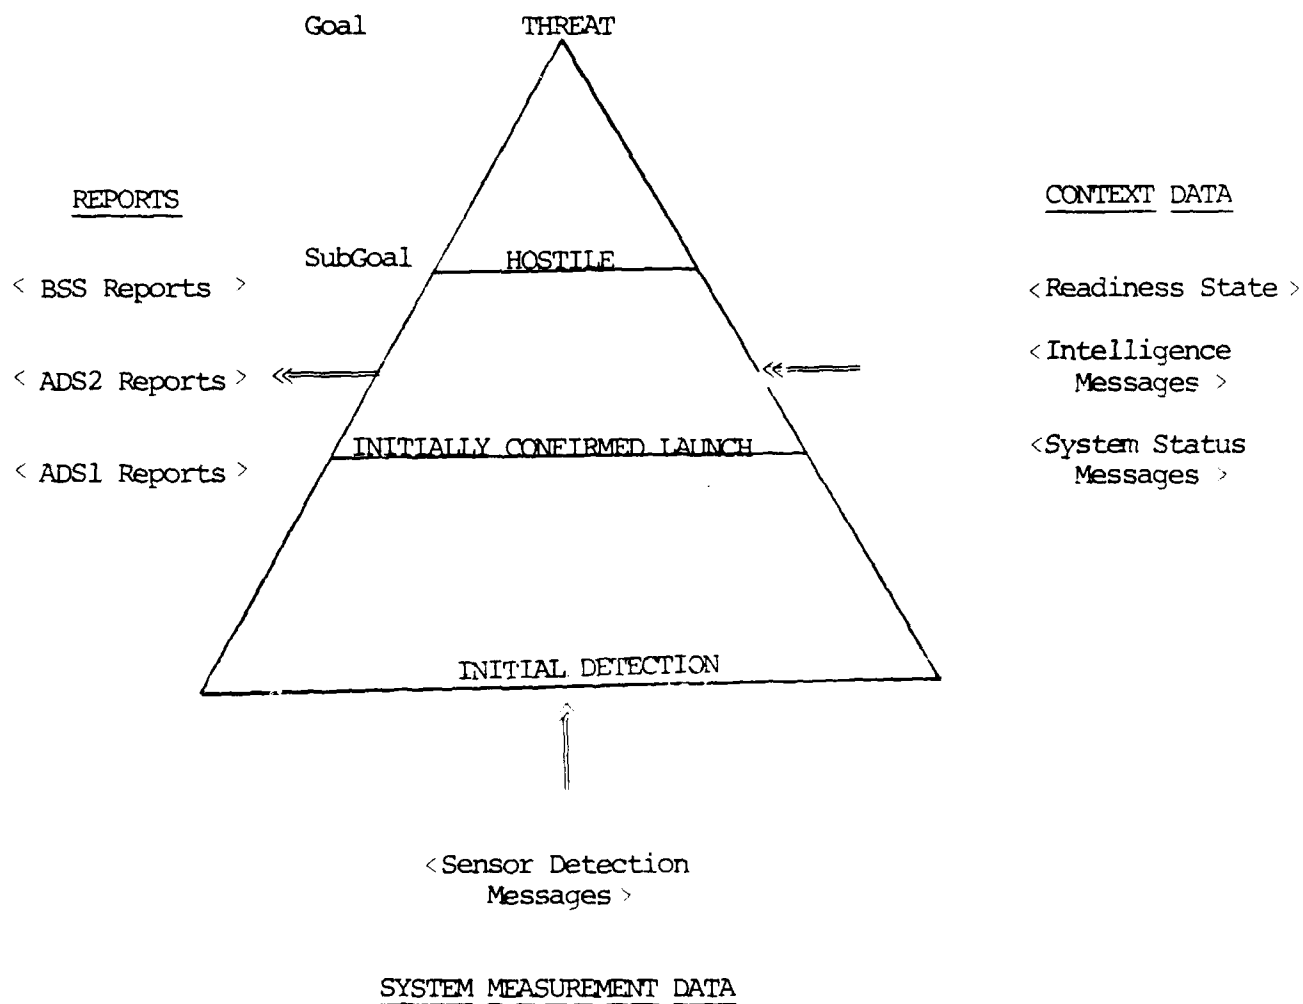 Goal THREAT
REPORTS
CONTEXT DATA
SubGoal HOSTILE
< BSS Reports >
<Readiness State >
< ADS2 Reports >
<Intelligence
Messages >
INITIALLY CONFIRMED LAUNCH
< ADS1 Reports >
<System Status
Messages >
INITIAL DETECTION
<Sensor Detection
Messages >
SYSTEM MEASUREMENT DATA